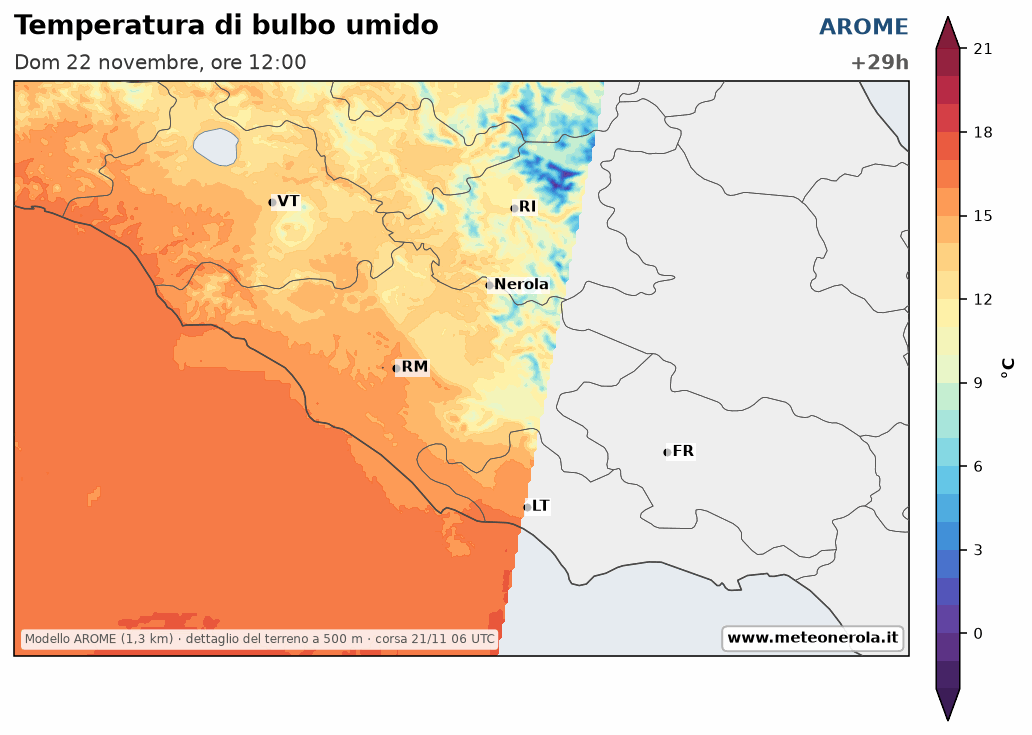 Temperatura di bulbo umido
AROME
Dom 22 novembre, ore 12:00
+29h
VT
RI
Nerola
RM
FR
LT
Modello AROME (1,3 km) · dettaglio del terreno a 500 m · corsa 21/11 06 UTC
www.meteonerola.it
21
18
15
12
9
6
3
0
°C